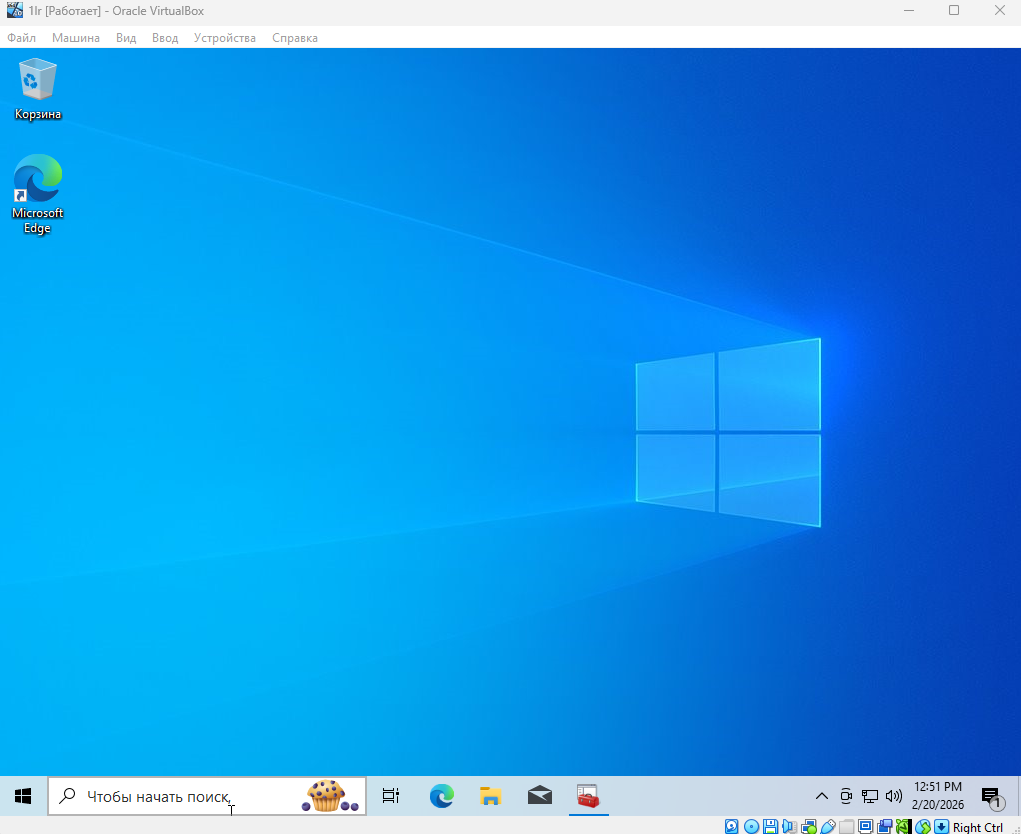 1lr [Работает] - Oracle VirtualBox
Файл Машина Вид Ввод Устройства Справка
Корзина
Microsoft
Edge
Чтобы начать поиск,
12:51 PM
2/20/2026
1
Right Ctrl